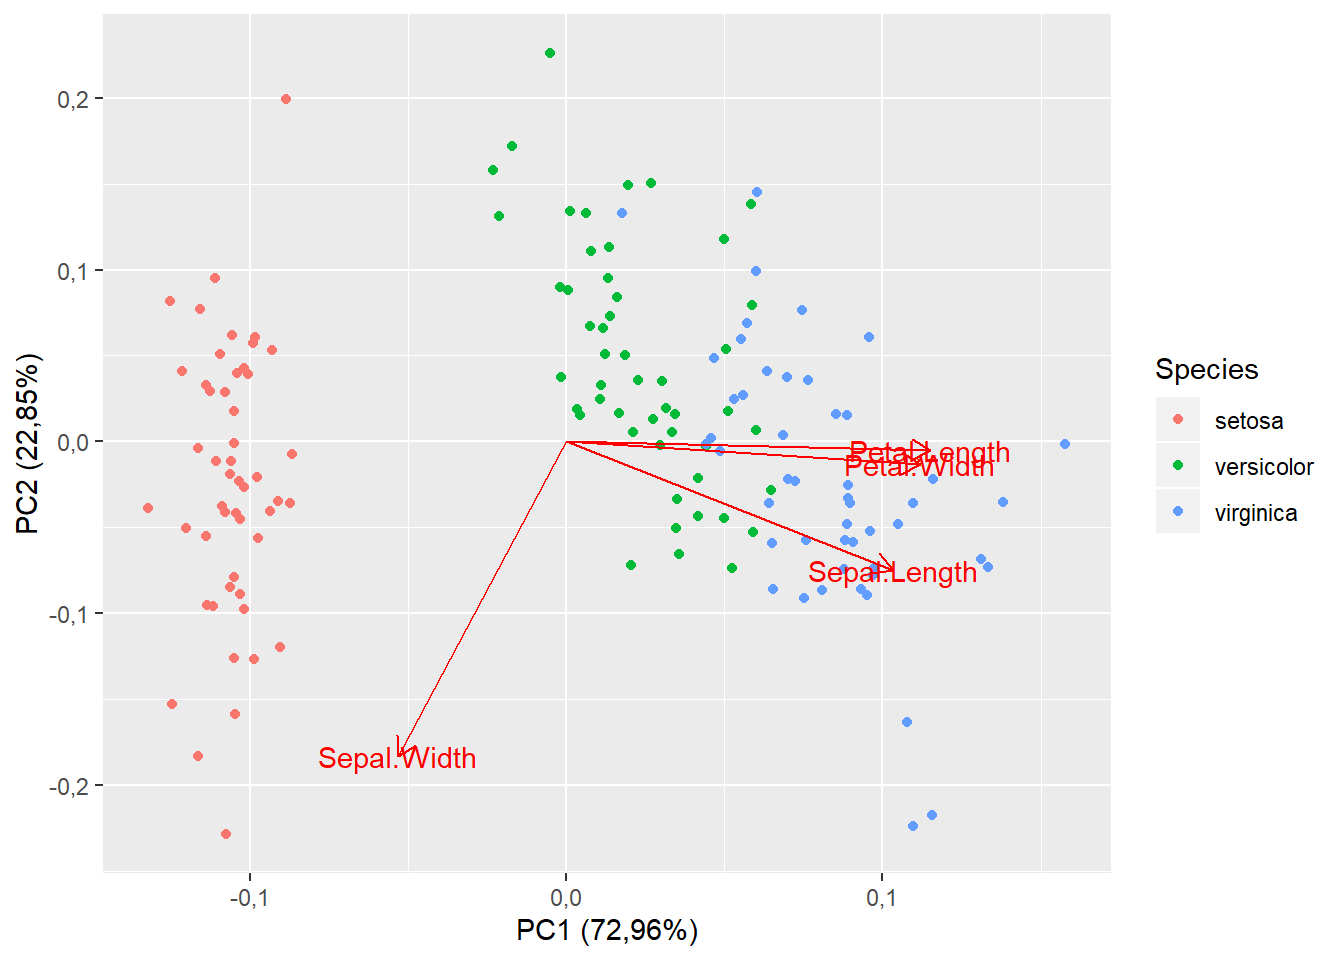 0,2
0,1
0,0
-0,1
-0,2
PC2 (22,85%)
Petal.Length
Petal.Width
Sepal.Length
Sepal.Width
-0,1
0,0
0,1
PC1 (72,96%)
Species
setosa
versicolor
virginica